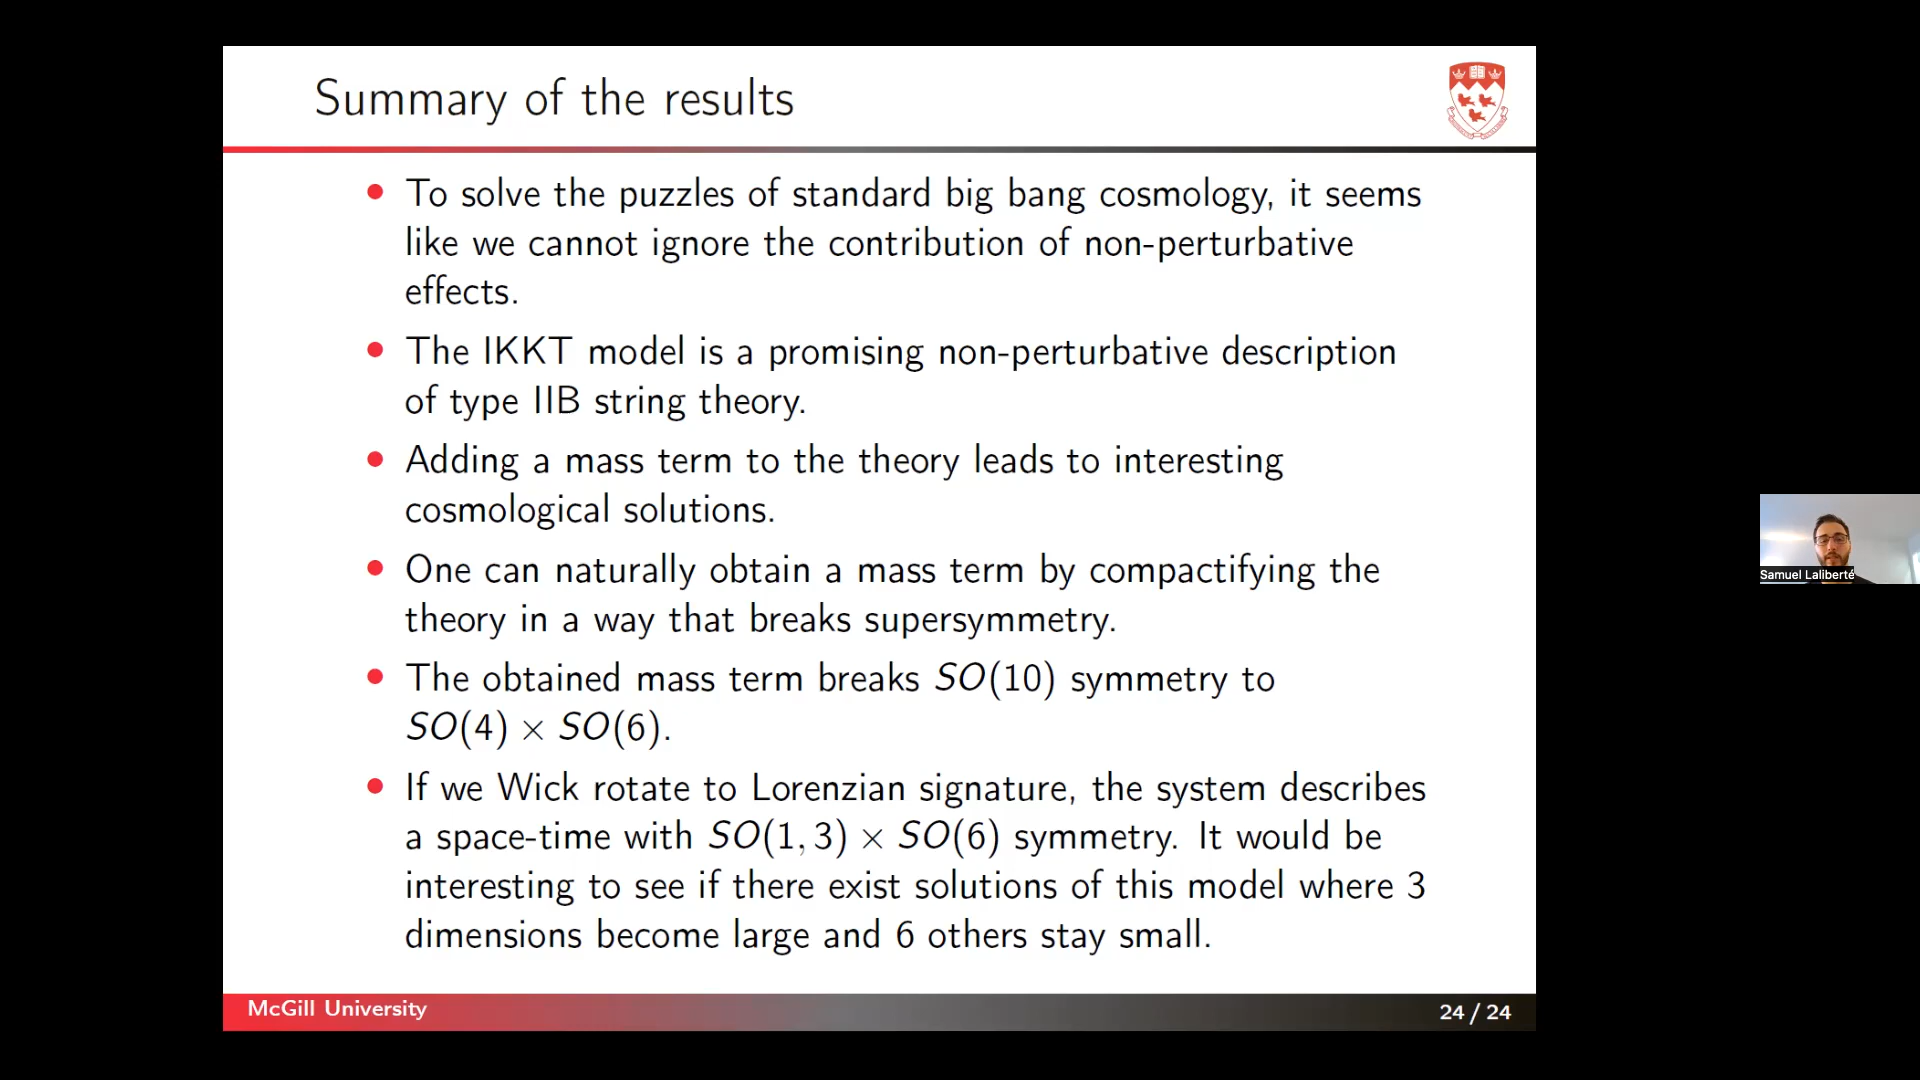 Summary of the results
• To solve the puzzles of standard big bang cosmology, it seems
like we cannot ignore the contribution of non-perturbative
effects.
• The IKKT model is a promising non-perturbative description
of type IIB string theory.
• Adding a mass term to the theory leads to interesting
cosmological solutions.
• One can naturally obtain a mass term by compactifying the
theory in a way that breaks supersymmetry.
• The obtained mass term breaks SO(10) symmetry to
SO(4) × SO(6).
• If we Wick rotate to Lorenzian signature, the system describes
a space-time with SO(1, 3) × SO(6) symmetry. It would be
interesting to see if there exist solutions of this model where 3
dimensions become large and 6 others stay small.
McGill University
24 / 24
Samuel Laliberté